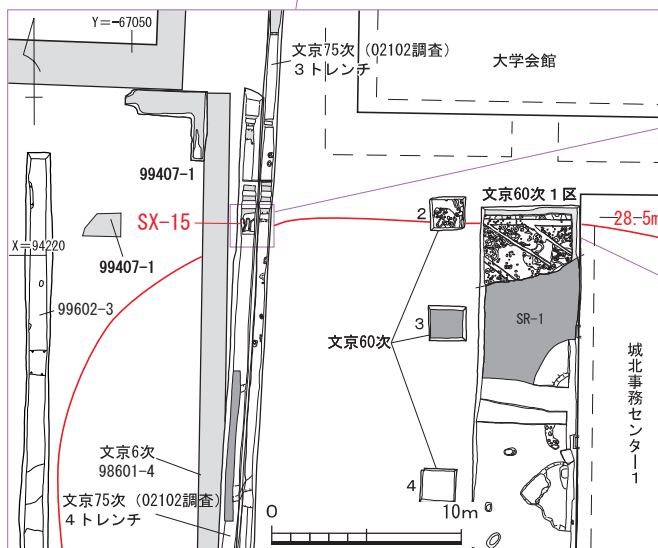 Y=-67050
文京75次（02102調査）
3トレンチ
大学会館
99407-1
SX-15
2
文京60次1区
28.5m
X=94220
99407-1
99602-3
3
SR-1
文京60次
城北事務センター1
文京6次
98601-4
4
文京75次（02102調査）
4トレンチ
0
10m